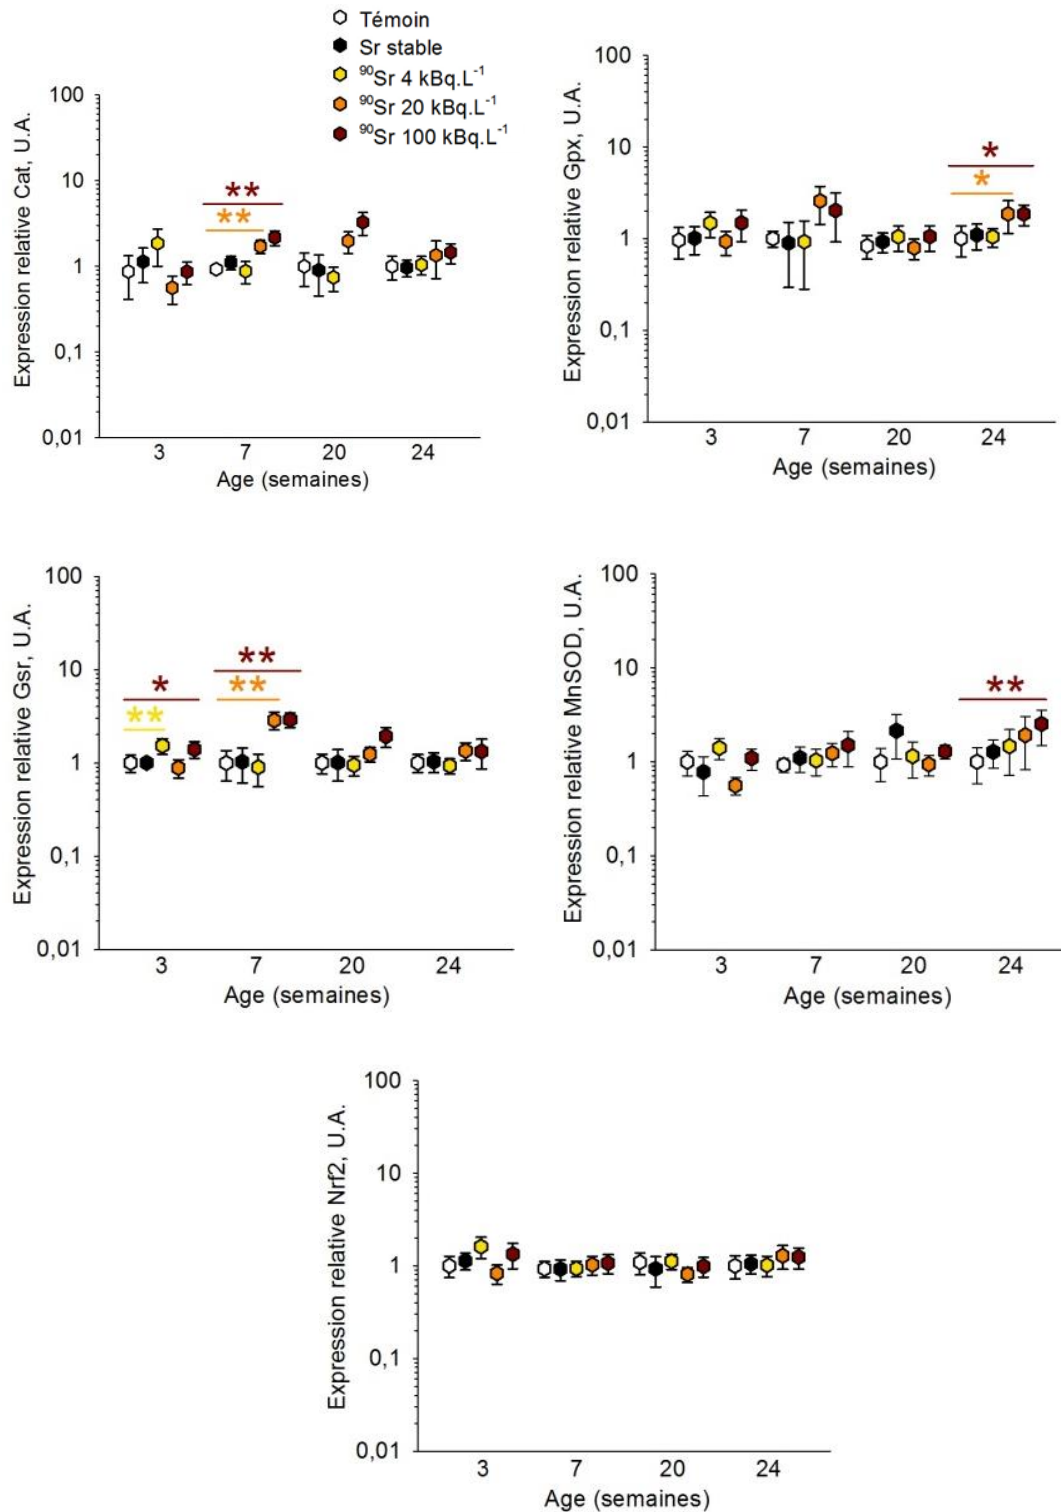 Témoin
Sr stable
⁹⁰Sr 4 kBq.L⁻¹
⁹⁰Sr 20 kBq.L⁻¹
⁹⁰Sr 100 kBq.L⁻¹
Expression relative Cat, U.A.
100
10
1
0,1
0,01
**
**
3 7 20 24
Age (semaines)
Expression relative Gpx, U.A.
100
10
1
0,1
0,01
*
*
3 7 20 24
Age (semaines)
Expression relative Gsr, U.A.
100
10
1
0,1
0,01
*
**
**
**
3 7 20 24
Age (semaines)
Expression relative MnSOD, U.A.
100
10
1
0,1
0,01
**
3 7 20 24
Age (semaines)
Expression relative Nrf2, U.A.
100
10
1
0,1
0,01
3 7 20 24
Age (semaines)